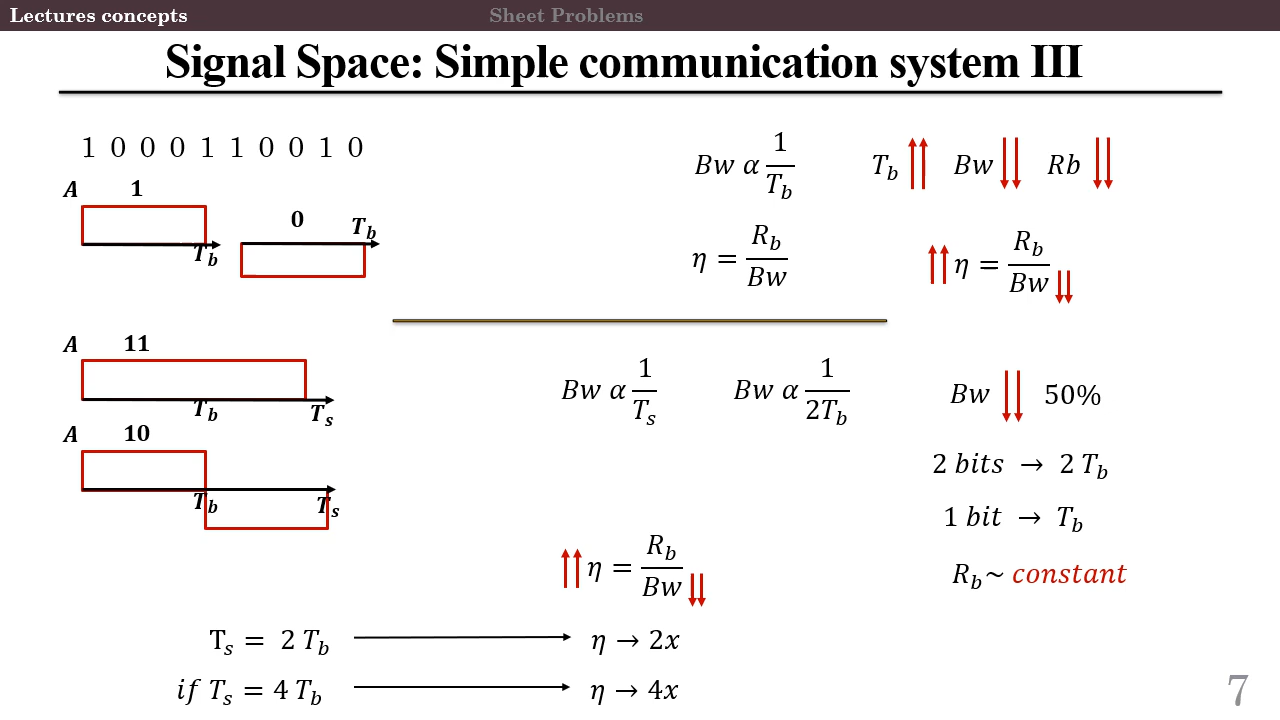 Lectures concepts Sheet Problems
Signal Space: Simple communication system III
1 0 0 0 1 1 0 0 1 0
A 1
T_b
0 T_b
Bw α 1/T_b T_b ↑↑ Bw ↓↓ Rb ↓↓
η = R_b/Bw ↑↑ η = R_b/Bw ↓↓
A 11
T_b T_s
A 10
T_b T_s
Bw α 1/T_s Bw α 1/2T_b Bw ↓↓ 50%
2 bits → 2 T_b
1 bit → T_b
R_b~ constant
↑↑ η = R_b/Bw ↓↓
T_s = 2 T_b → η → 2x
if T_s = 4 T_b → η → 4x
7